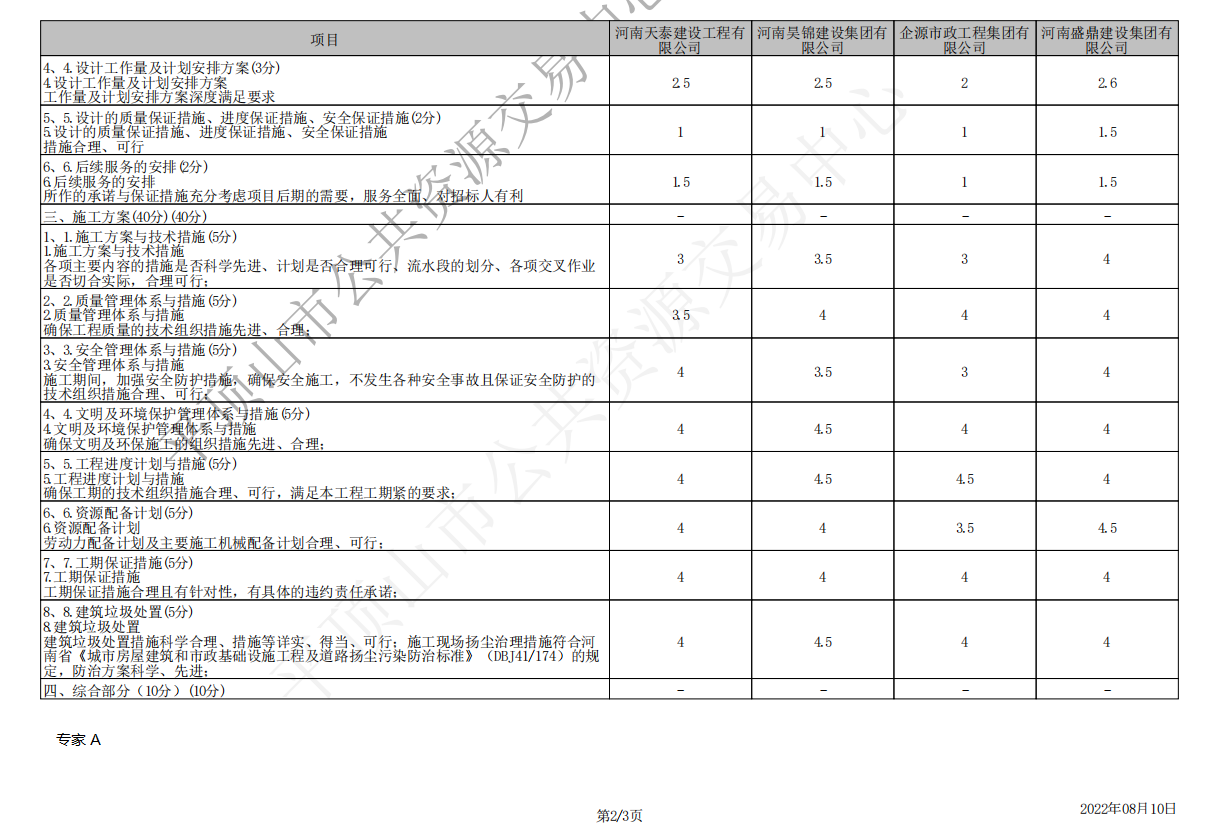 项目
河南天泰建设工程有
限公司
河南昊锦建设集团有
限公司
企源市政工程集团有
限公司
河南盛鼎建设集团有
限公司
4、4.设计工作量及计划安排方案(3分)
4.设计工作量及计划安排方案
工作量及计划安排方案深度满足要求
2.5
2.5
2
2.6
5、5.设计的质量保证措施、进度保证措施、安全保证措施(2分)
5.设计的质量保证措施、进度保证措施、安全保证措施
措施合理、可行
1
1
1
1.5
6、6.后续服务的安排(2分)
6.后续服务的安排
所作的承诺与保证措施充分考虑项目后期的需要，服务全面、对招标人有利
1.5
1.5
1
1.5
三、施工方案(40分)(40分)
-
-
-
-
1、1.施工方案与技术措施(5分)
1.施工方案与技术措施
各项主要内容的措施是否科学先进、计划是否合理可行、流水段的划分、各项交叉作业
是否切合实际，合理可行；
3
3.5
3
4
2、2.质量管理体系与措施(5分)
2.质量管理体系与措施
确保工程质量的技术组织措施先进、合理；
3.5
4
4
4
3、3.安全管理体系与措施(5分)
3.安全管理体系与措施
施工期间，加强安全防护措施，确保安全施工，不发生各种安全事故且保证安全防护的
技术组织措施合理、可行；
4
3.5
3
4
4、4.文明及环境保护管理体系与措施(5分)
4.文明及环境保护管理体系与措施
确保文明及环保施工的组织措施先进、合理；
4
4.5
4
4
5、5.工程进度计划与措施(5分)
5.工程进度计划与措施
确保工期的技术组织措施合理、可行，满足本工程工期紧的要求；
4
4.5
4.5
4
6、6.资源配备计划(5分)
6.资源配备计划
劳动力配备计划及主要施工机械配备计划合理、可行；
4
4
3.5
4.5
7、7.工期保证措施(5分)
7.工期保证措施
工期保证措施合理且有针对性，有具体的违约责任承诺；
4
4
4
4
8、8.建筑垃圾处置(5分)
8.建筑垃圾处置
建筑垃圾处置措施科学合理、措施等详实、得当、可行；施工现场扬尘治理措施符合河
南省《城市房屋建筑和市政基础设施工程及道路扬尘污染防治标准》（DBJ41/174）的规
定，防治方案科学、先进；
4
4.5
4
4
四、综合部分（10分）(10分)
-
-
-
-
平顶山市公共资源交易中心
平顶山市公共资源交易中心
专家 A
第2/3页
2022年08月10日